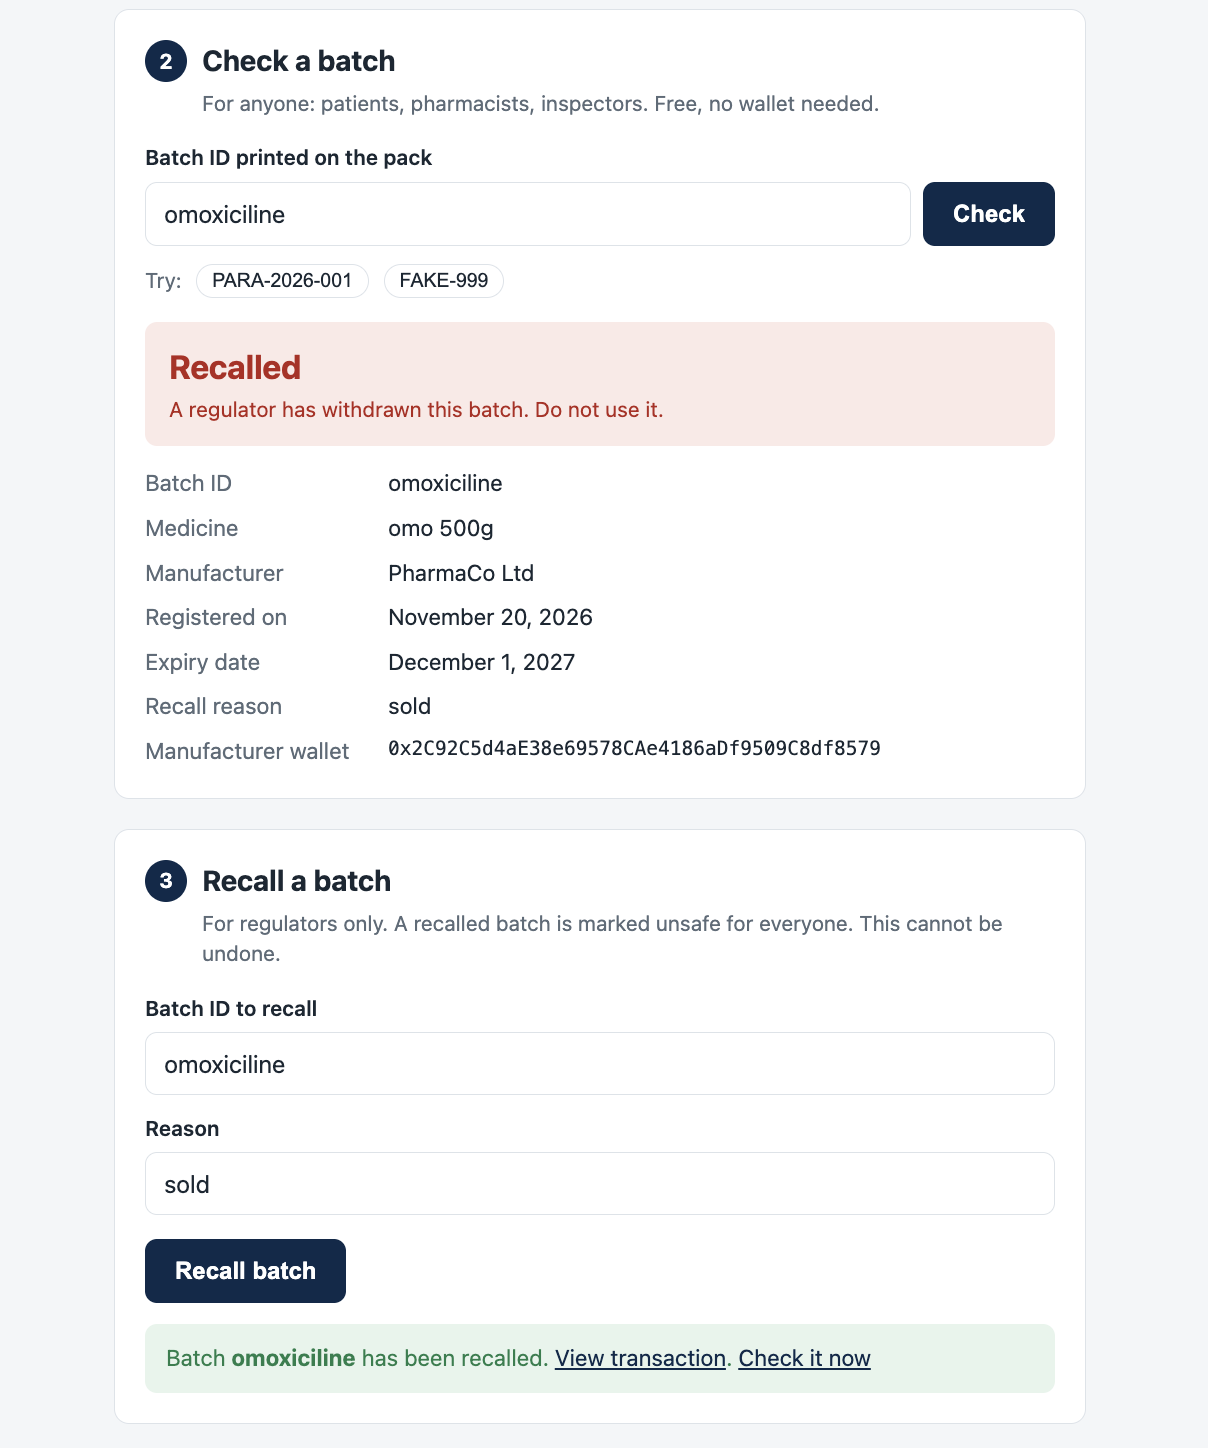 2
Check a batch
For anyone: patients, pharmacists, inspectors. Free, no wallet needed.
Batch ID printed on the pack
omoxiciline
Check
Try: PARA-2026-001 FAKE-999
Recalled
A regulator has withdrawn this batch. Do not use it.
Batch ID omoxiciline
Medicine omo 500g
Manufacturer PharmaCo Ltd
Registered on November 20, 2026
Expiry date December 1, 2027
Recall reason sold
Manufacturer wallet 0x2C92C5d4aE38e69578CAe4186aDf9509C8df8579
3
Recall a batch
For regulators only. A recalled batch is marked unsafe for everyone. This cannot be
undone.
Batch ID to recall
omoxiciline
Reason
sold
Recall batch
Batch omoxiciline has been recalled. View transaction. Check it now